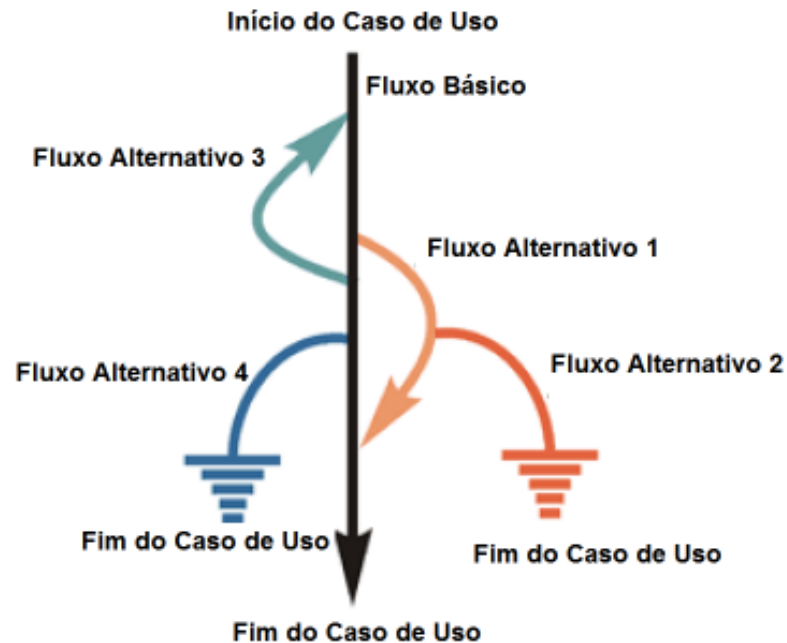 Início do Caso de Uso
Fluxo Básico
Fluxo Alternativo 3
Fluxo Alternativo 1
Fluxo Alternativo 2
Fluxo Alternativo 4
Fim do Caso de Uso
Fim do Caso de Uso
Fim do Caso de Uso